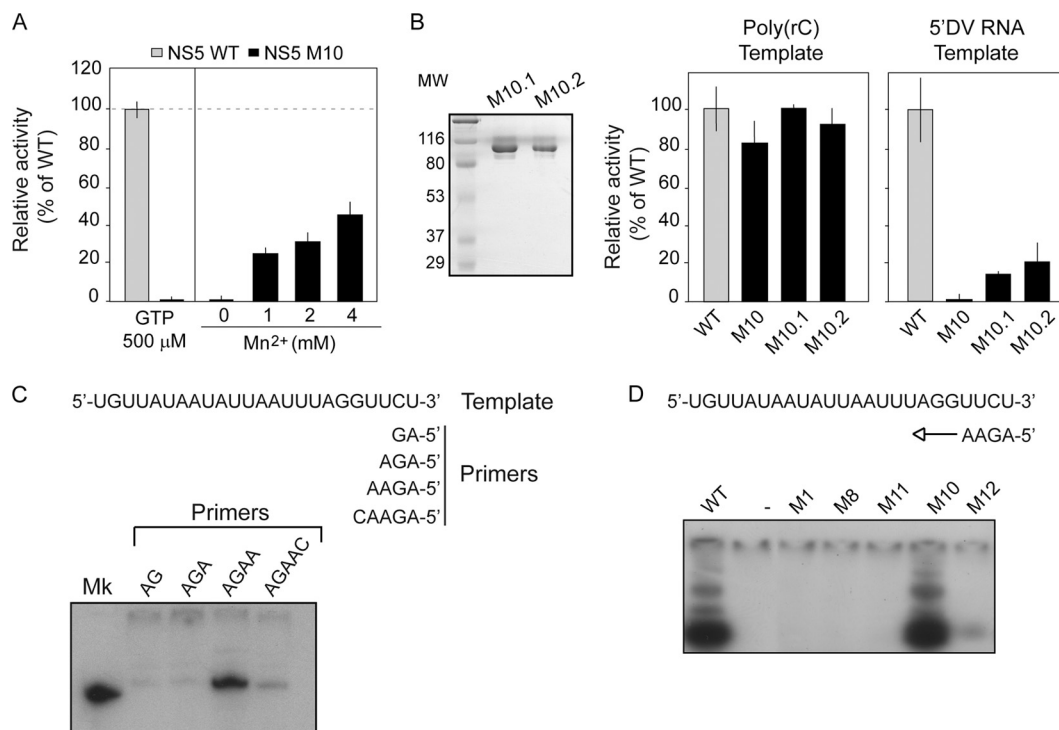 A
NS5 WT NS5 M10
Relative activity
(% of WT)
120
100
80
60
40
20
0
GTP
500 μM
0 1 2 4
Mn2+ (mM)
B
MW
M10.1 M10.2
116
80
53
37
29
Poly(rC)
Template
5’DV RNA
Template
Relative activity
(% of WT)
100
80
60
40
20
0
WT M10 M10.1 M10.2
WT M10 M10.1 M10.2
C
5’-UGUUAUAAUAUUAAUUUAGGUUCU-3’ Template
GA-5’
AGA-5’
AAGA-5’
CAAGA-5’
Primers
Primers
Mk AG AGA AGAA AGAAC
D
5’-UGUUAUAAUAUUAAUUUAGGUUCU-3’
AAGA-5’
WT - M1 M8 M11 M10 M12